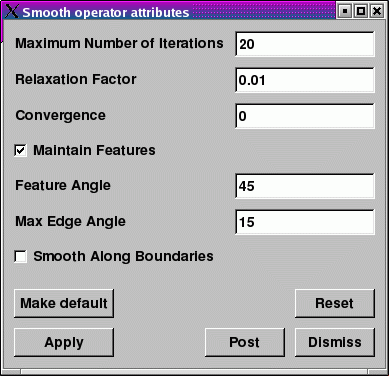 Smooth operator attributes
Maximum Number of Iterations 20
Relaxation Factor 0.01
Convergence 0
Maintain Features
Feature Angle 45
Max Edge Angle 15
Smooth Along Boundaries
Make default Reset
Apply Post Dismiss